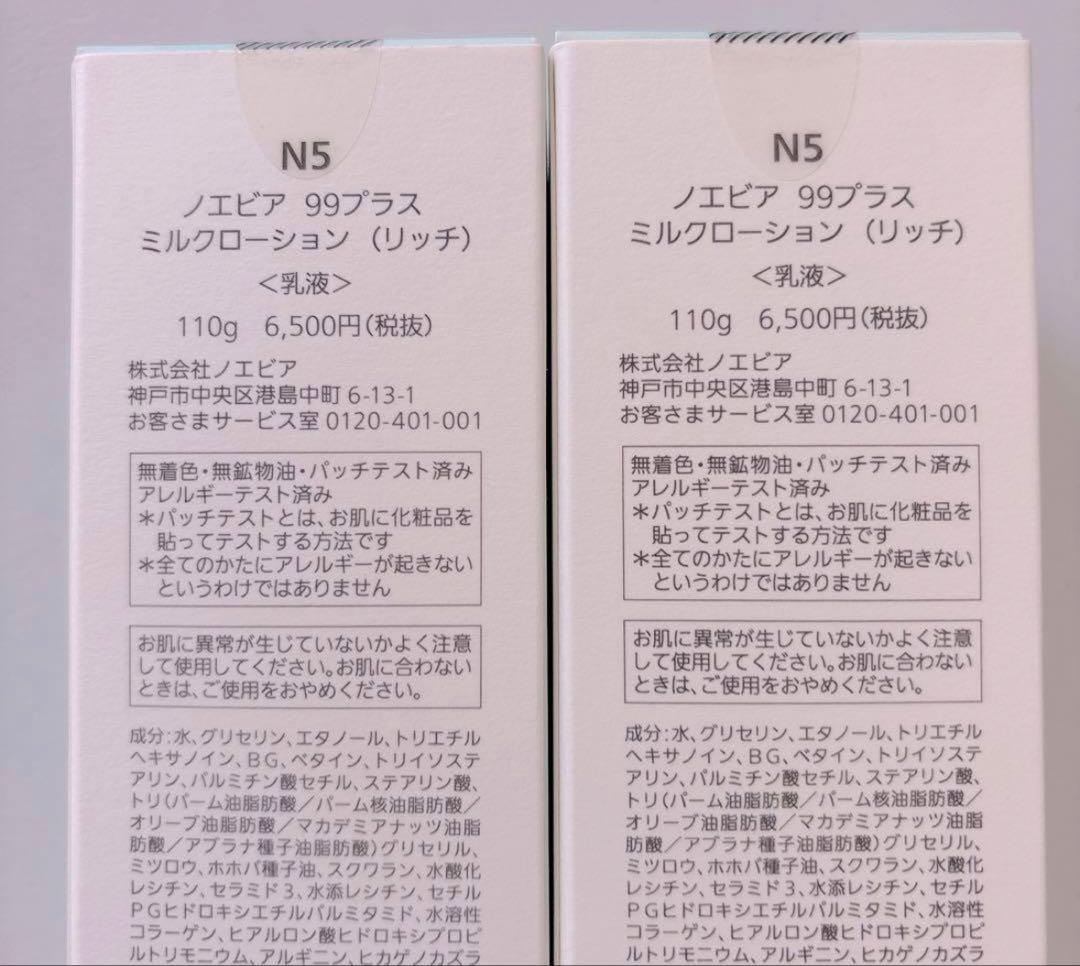 N5
ノエビア 99プラス
ミルクローション（リッチ）
＜乳液＞
110g 6,500円（税抜）
株式会社ノエビア
神戸市中央区港島中町 6-13-1
お客さまサービス室 0120-401-001
無着色・無鉱物油・パッチテスト済み
アレルギーテスト済み
＊パッチテストとは、お肌に化粧品を
貼ってテストする方法です
＊全てのかたにアレルギーが起きない
というわけではありません
お肌に異常が生じていないかよく注意
して使用してください。お肌に合わない
ときは、ご使用をおやめください。
成分：水、グリセリン、エタノール、トリエチル
ヘキサノイン、BG、ベタイン、トリイソステ
アリン、パルミチン酸セチル、ステアリン酸、
トリ（パーム油脂肪酸／パーム核油脂肪酸／
オリーブ油脂肪酸／マカデミアナッツ油脂
肪酸／アブラナ種子油脂肪酸）グリセリル、
ミツロウ、ホホバ種子油、スクワラン、水酸化
レシチン、セラミド3、水添レシチン、セチル
PGヒドロキシエチルパルミタミド、水溶性
コラーゲン、ヒアルロン酸ヒドロキシプロピ
ルトリモニウム、アルギニン、ヒカゲノカズラ
N5
ノエビア 99プラス
ミルクローション（リッチ）
＜乳液＞
110g 6,500円（税抜）
株式会社ノエビア
神戸市中央区港島中町 6-13-1
お客さまサービス室 0120-401-001
無着色・無鉱物油・パッチテスト済み
アレルギーテスト済み
＊パッチテストとは、お肌に化粧品を
貼ってテストする方法です
＊全てのかたにアレルギーが起きない
というわけではありません
お肌に異常が生じていないかよく注意
して使用してください。お肌に合わない
ときは、ご使用をおやめください。
成分：水、グリセリン、エタノール、トリエチル
ヘキサノイン、BG、ベタイン、トリイソステ
アリン、パルミチン酸セチル、ステアリン酸、
トリ（パーム油脂肪酸／パーム核油脂肪酸／
オリーブ油脂肪酸／マカデミアナッツ油脂
肪酸／アブラナ種子油脂肪酸）グリセリル、
ミツロウ、ホホバ種子油、スクワラン、水酸化
レシチン、セラミド3、水添レシチン、セチル
PGヒドロキシエチルパルミタミド、水溶性
コラーゲン、ヒアルロン酸ヒドロキシプロピ
ルトリモニウム、アルギニン、ヒカゲノカズラ